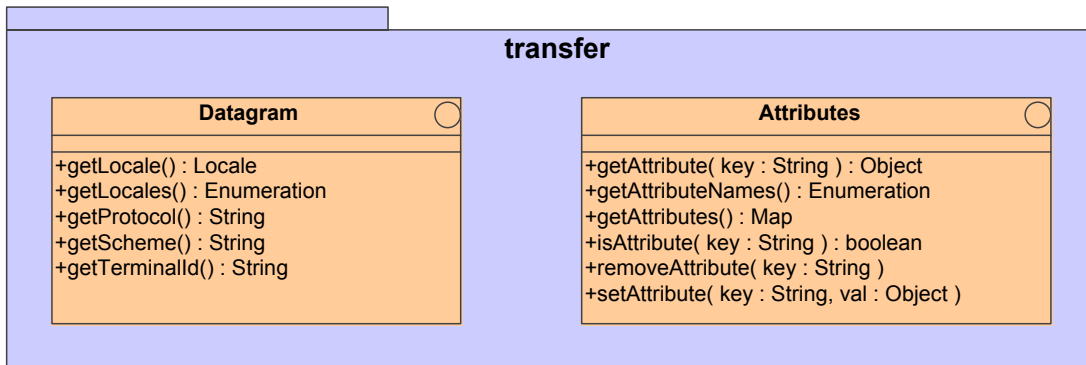 transfer
Datagram
+getLocale() : Locale
+getLocales() : Enumeration
+getProtocol() : String
+getScheme() : String
+getTerminalId() : String
Attributes
+getAttribute( key : String ) : Object
+getAttributeNames() : Enumeration
+getAttributes() : Map
+isAttribute( key : String ) : boolean
+removeAttribute( key : String )
+setAttribute( key : String, val : Object )